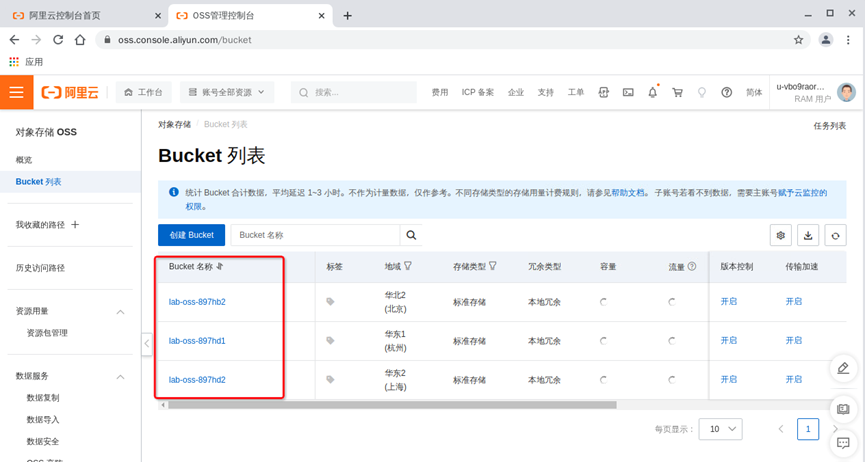 阿里云控制台首页
OSS管理控制台
oss.console.aliyun.com/bucket
应用
阿里云
工作台
账号全部资源
搜索...
费用
ICP 备案
企业
支持
工单
简体
u-vbo9raor...
RAM 用户
对象存储 OSS
概览
Bucket 列表
我收藏的路径
历史访问路径
资源用量
资源包管理
数据服务
数据复制
数据导入
数据安全
对象存储 / Bucket 列表
任务列表
Bucket 列表
统计 Bucket 合计数据，平均延迟 1~3 小时。不作为计量数据，仅作参考。不同存储类型的存储用量计费规则，请参见帮助文档。 子账号若看不到数据，需要主账号赋予云监控的
权限。
创建 Bucket
Bucket 名称
Bucket 名称 标签 地域 存储类型 冗余类型 容量 流量 版本控制 传输加速
lab-oss-897hb2 华北2 (北京) 标准存储 本地冗余 开启 开启
lab-oss-897hd1 华东1 (杭州) 标准存储 本地冗余 开启 开启
lab-oss-897hd2 华东2 (上海) 标准存储 本地冗余 开启 开启
每页显示： 10 1